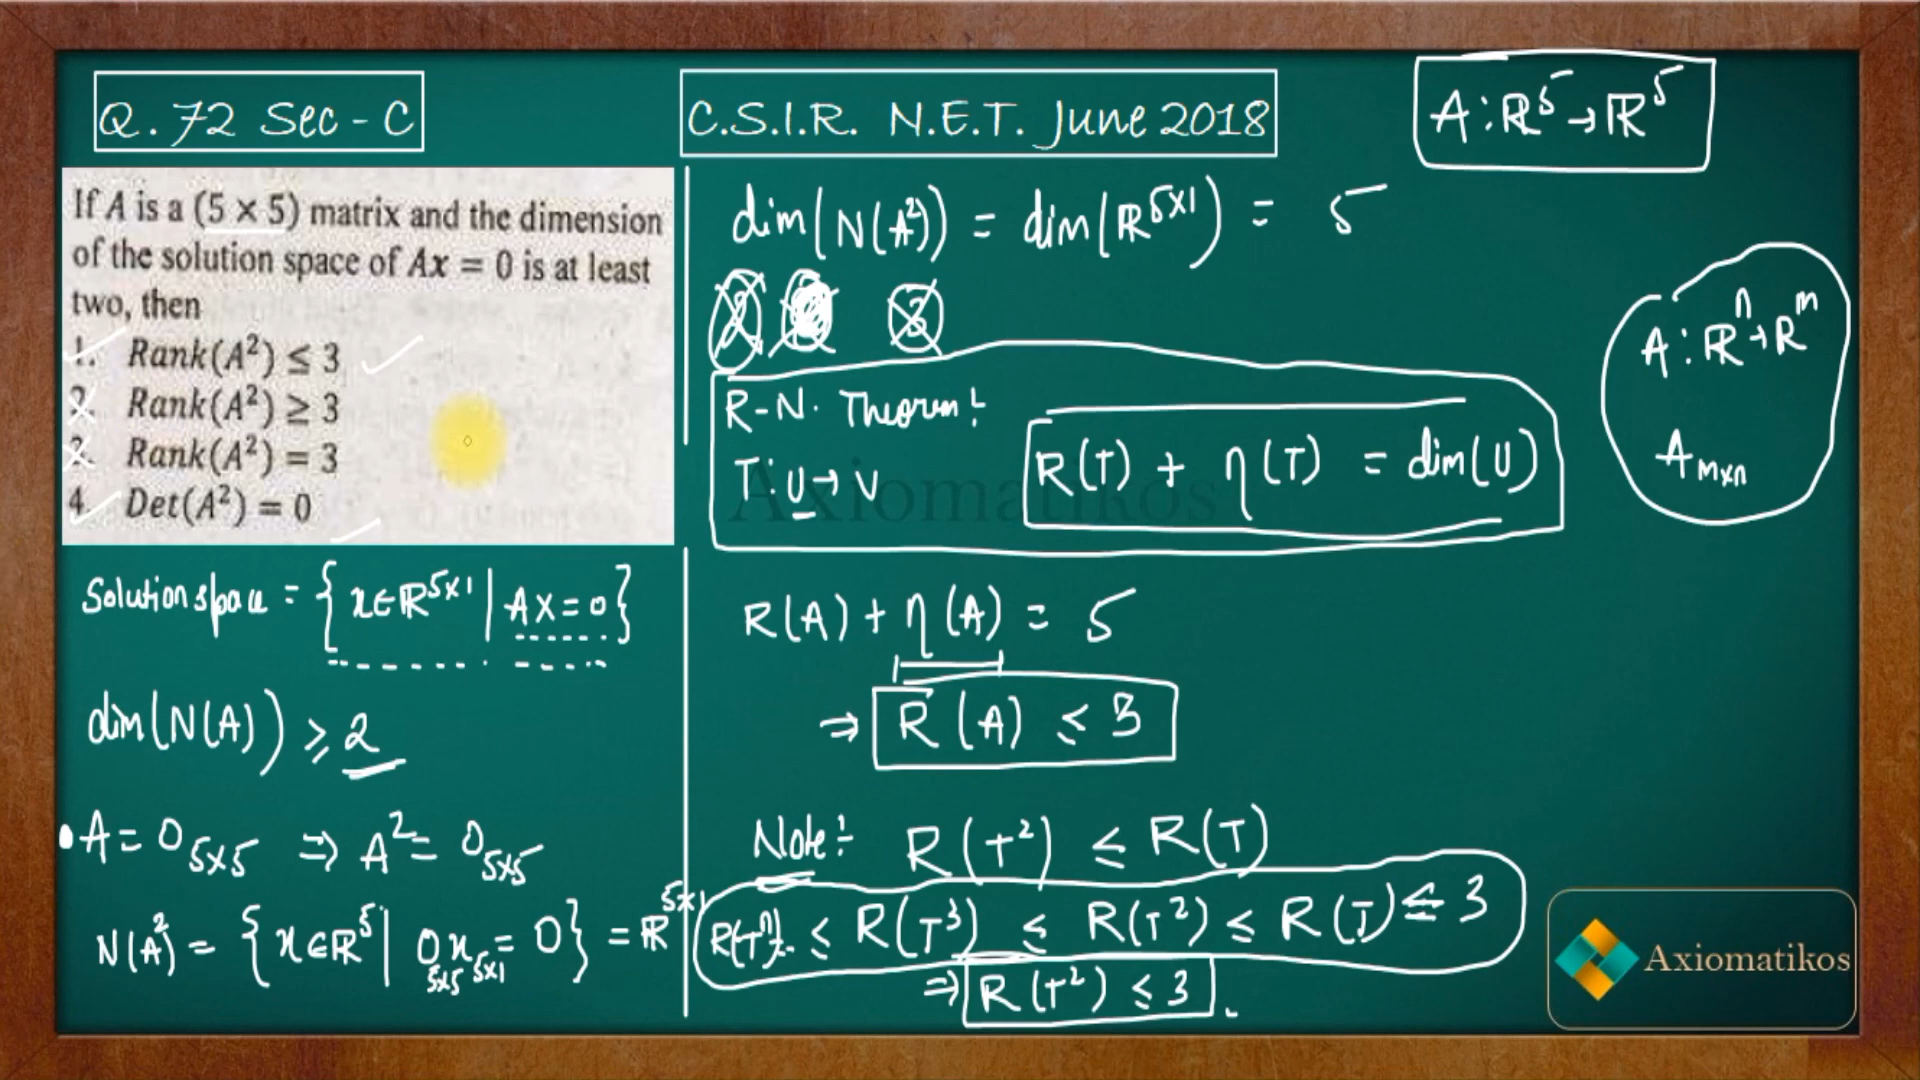 Q. 72 Sec - C
C.S.I.R. N.E.T. June 2018
A : ℝ⁵ → ℝ⁵
If A is a (5 × 5) matrix and the dimension
of the solution space of Ax = 0 is at least
two, then
1. Rank(A²) ≤ 3 ✓
2. Rank(A²) ≥ 3
3. Rank(A²) = 3
4. Det(A²) = 0
Solution space = { x∈ℝ⁵ˣ¹ | AX = 0 }
dim(N(A)) ≥ 2
• A = 0₅ₓ₅ ⇒ A² = 0₅ₓ₅
N(A²) = { x∈ℝ⁵ | 0₅ₓ₅ x₅ₓ₁ = 0 } = ℝ⁵ˣ¹
dim(N(A²)) = dim(ℝ⁵ˣ¹) = 5
2 3
R-N. Theorem:
T : U → V
R(T) + η(T) = dim(U)
Axiomatikos
A : ℝⁿ → ℝᵐ
Aₘₓₙ
R(A) + η(A) = 5
⇒ R(A) ≤ 3
Note: R(T²) ≤ R(T)
R(Tⁿ).. ≤ R(T³) ≤ R(T²) ≤ R(T) ≤ 3
⇒ R(T²) ≤ 3.
Axiomatikos